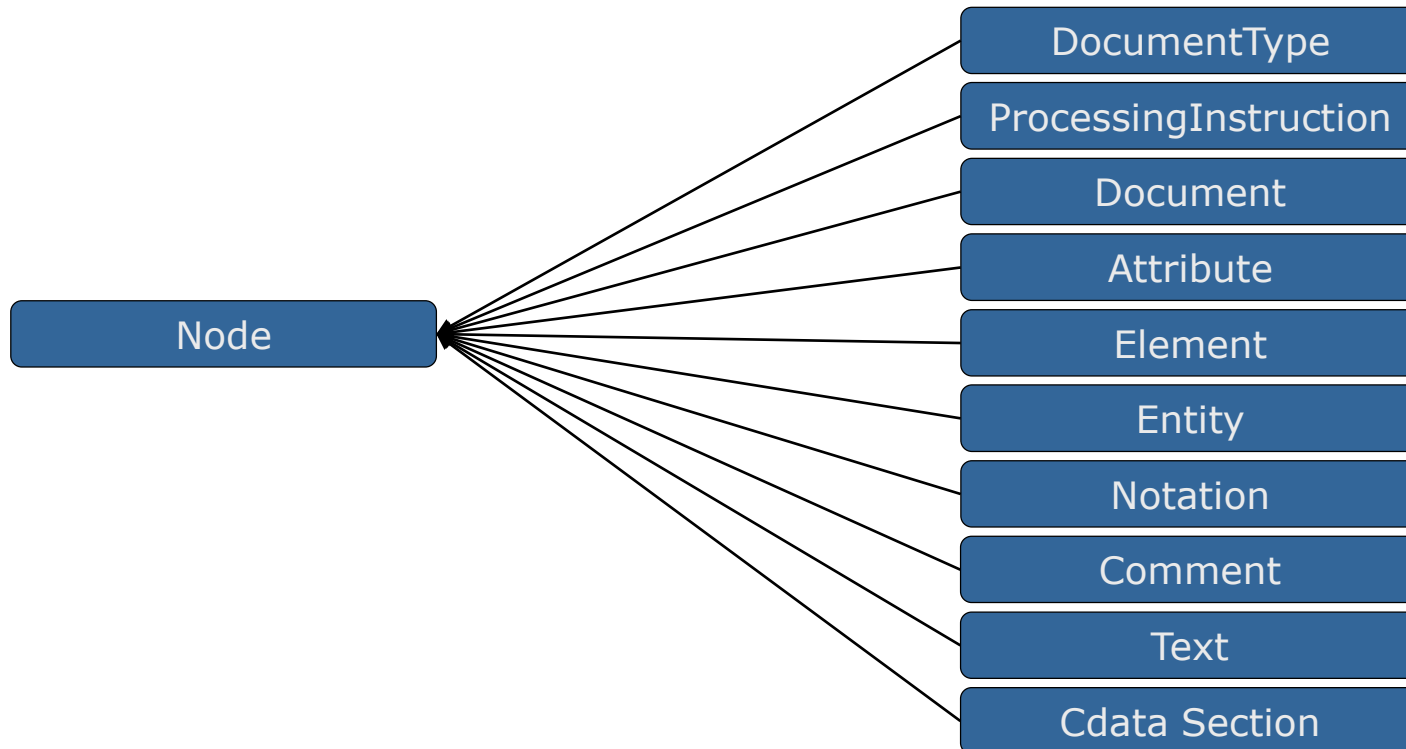 DocumentType
ProcessingInstruction
Document
Attribute
Node
Element
Entity
Notation
Comment
Text
Cdata Section